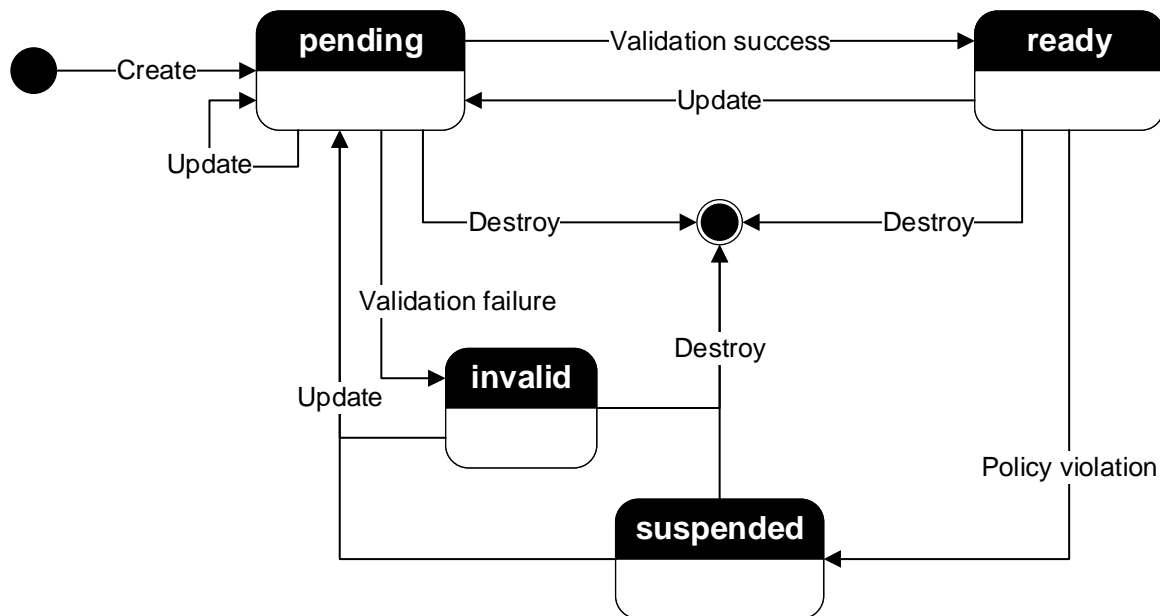 pending
Validation success
ready
Create
Update
Update
Destroy
Destroy
Validation failure
Destroy
invalid
Update
Policy violation
suspended